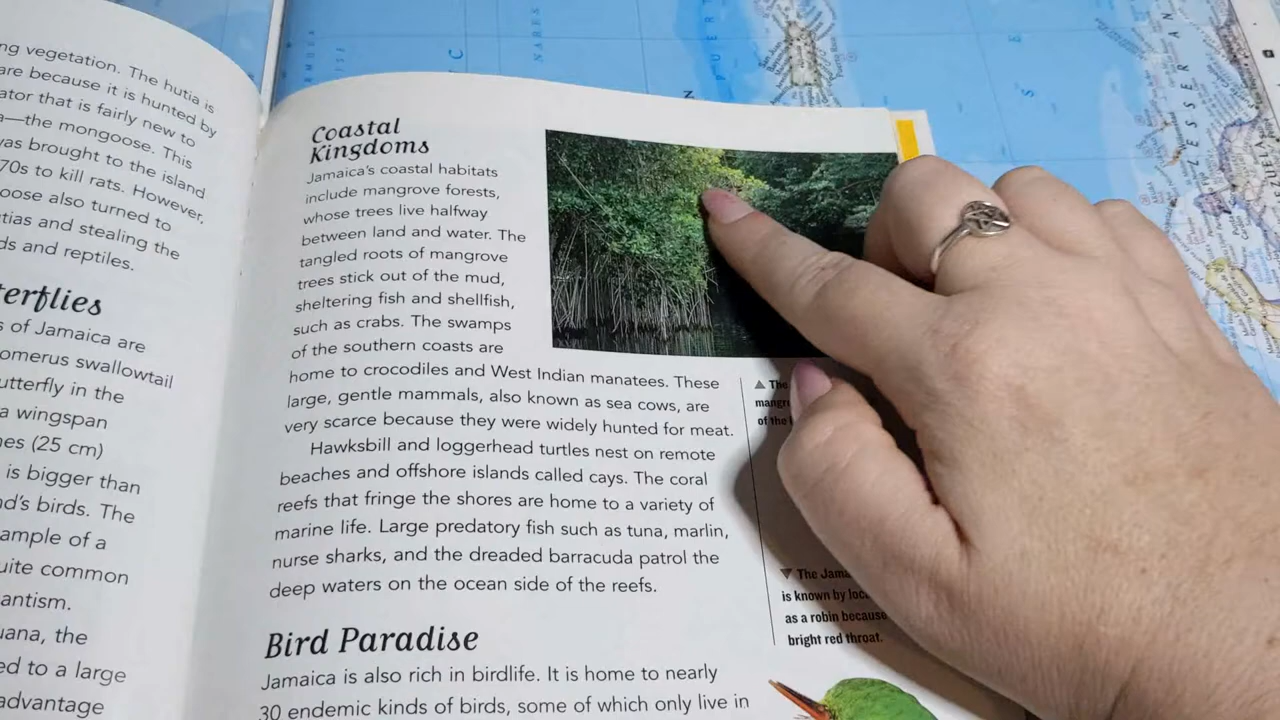 ng vegetation. The hutia is
are because it is hunted by
ator that is fairly new to
a—the mongoose. This
was brought to the island
70s to kill rats. However,
oose also turned to
utias and stealing the
ds and reptiles.
terflies
s of Jamaica are
omerus swallowtail
utterfly in the
a wingspan
nes (25 cm)
is bigger than
nd's birds. The
ample of a
uite common
antism.
uana, the
ed to a large
advantage
Coastal
Kingdoms
Jamaica's coastal habitats
include mangrove forests,
whose trees live halfway
between land and water. The
tangled roots of mangrove
trees stick out of the mud,
sheltering fish and shellfish,
such as crabs. The swamps
of the southern coasts are
home to crocodiles and West Indian manatees. These
large, gentle mammals, also known as sea cows, are
very scarce because they were widely hunted for meat.
Hawksbill and loggerhead turtles nest on remote
beaches and offshore islands called cays. The coral
reefs that fringe the shores are home to a variety of
marine life. Large predatory fish such as tuna, marlin,
nurse sharks, and the dreaded barracuda patrol the
deep waters on the ocean side of the reefs.
Bird Paradise
Jamaica is also rich in birdlife. It is home to nearly
30 endemic kinds of birds, some of which only live in
▲ The
mangr
of the
▼ The Jama
is known by loc
as a robin because
bright red throat.